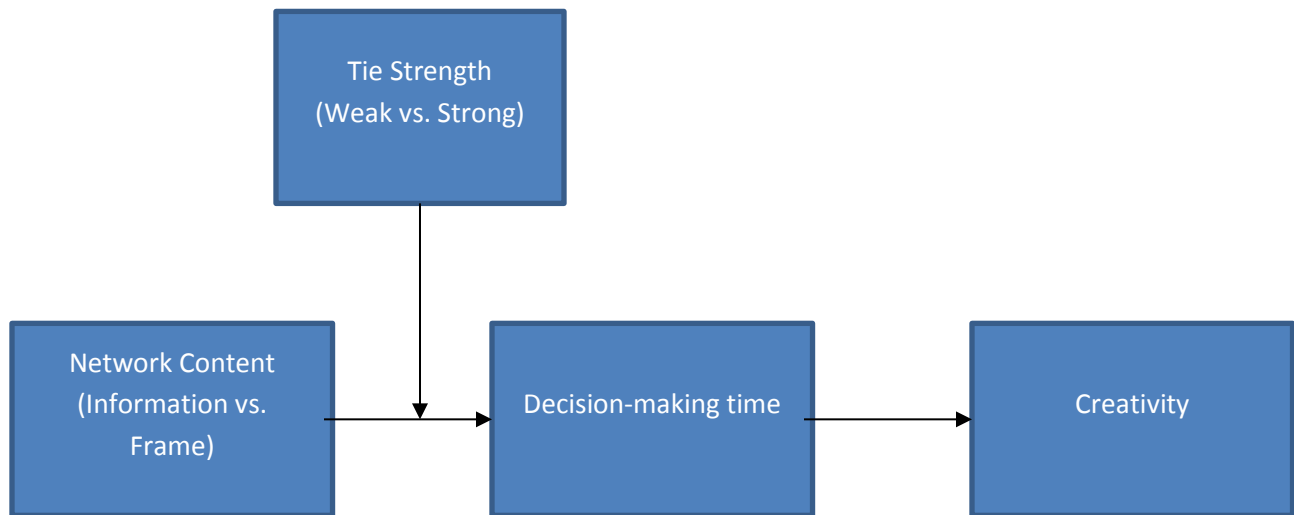 Tie Strength
(Weak vs. Strong)
Network Content
(Information vs.
Frame)
Decision-making time
Creativity